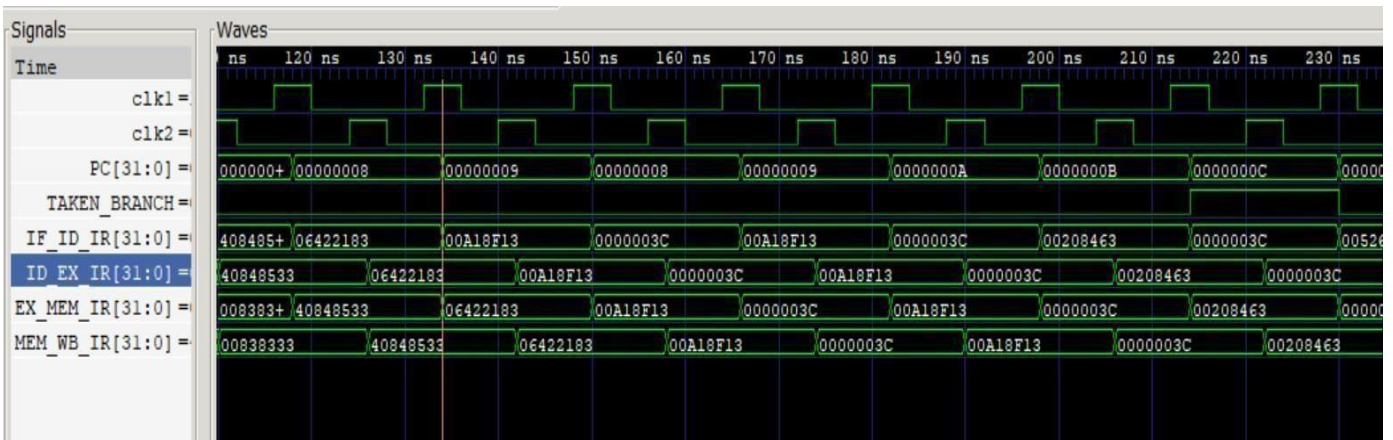 Signals Waves
Time ns 120 ns 130 ns 140 ns 150 ns 160 ns 170 ns 180 ns 190 ns 200 ns 210 ns 220 ns 230 ns
clk1 =
clk2 =
PC[31:0] = 000000+ 00000008 00000009 00000008 00000009 0000000A 0000000B 0000000C 0000
TAKEN_BRANCH =
IF_ID_IR[31:0] = 408485+ 06422183 00A18F13 0000003C 00A18F13 0000003C 00208463 0000003C 0052
ID_EX_IR[31:0] = 40848533 06422183 00A18F13 0000003C 00A18F13 0000003C 00208463 0000003C
EX_MEM_IR[31:0] = 008383+ 40848533 06422183 00A18F13 0000003C 00A18F13 0000003C 00208463 0000
MEM_WB_IR[31:0] = 00838333 40848533 06422183 00A18F13 0000003C 00A18F13 0000003C 00208463